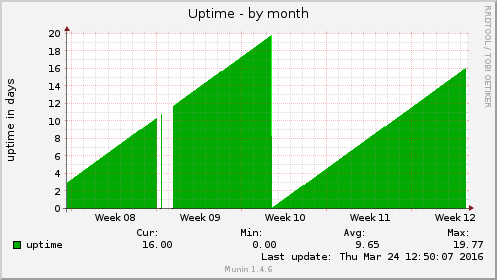 Uptime - by month
RRDTOOL / TOBI OETIKER
uptime in days
20
18
16
14
12
10
8
6
4
2
0
Week 08 Week 09 Week 10 Week 11 Week 12
Cur: Min: Avg: Max:
uptime 16.00 0.00 9.65 19.77
Last update: Thu Mar 24 12:50:07 2016
Munin 1.4.6